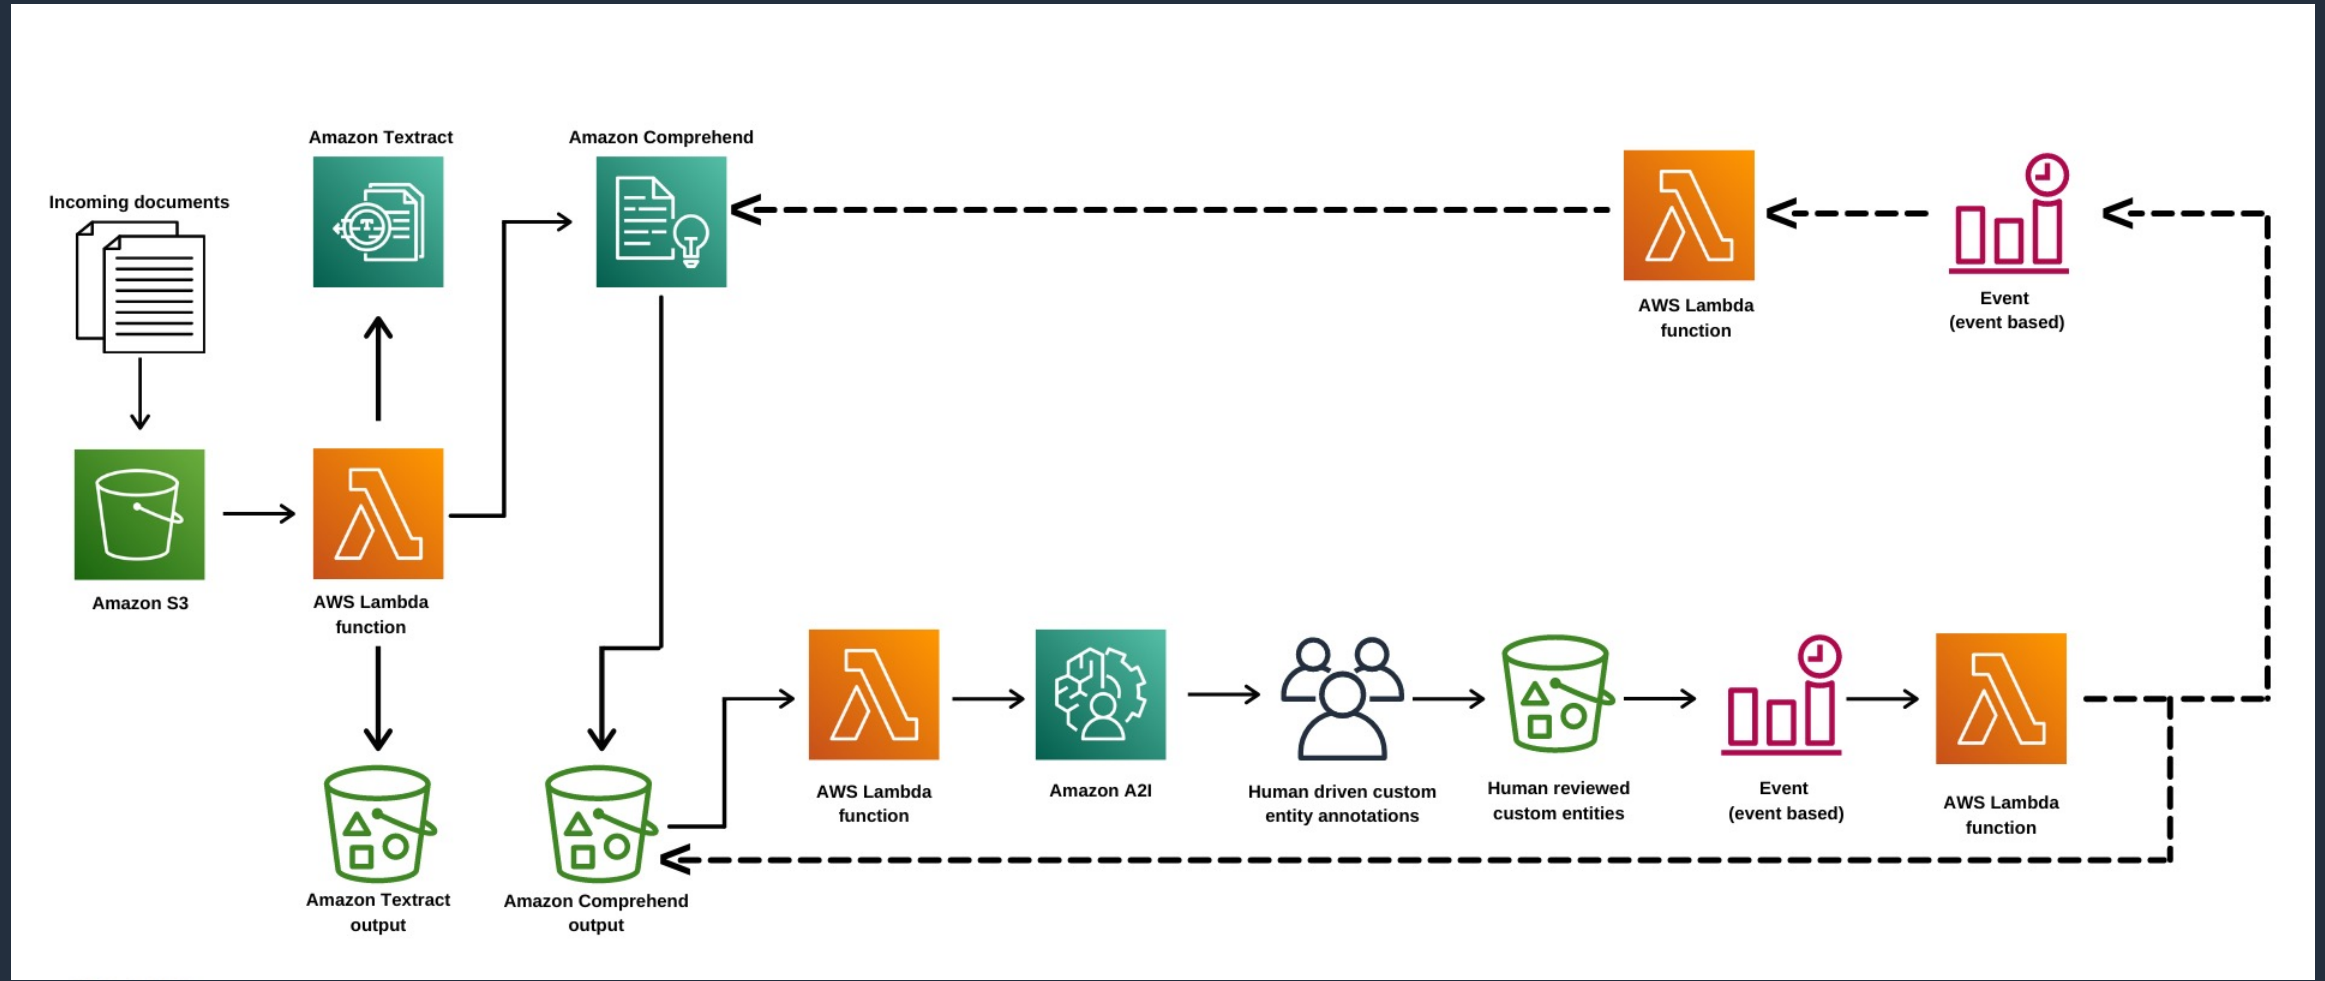 Amazon Textract
Amazon Comprehend
Incoming documents
Event
(event based)
AWS Lambda
function
Amazon S3
AWS Lambda
function
AWS Lambda
function
Amazon A2I
Human driven custom
entity annotations
Human reviewed
custom entities
Event
(event based)
AWS Lambda
function
Amazon Textract
output
Amazon Comprehend
output